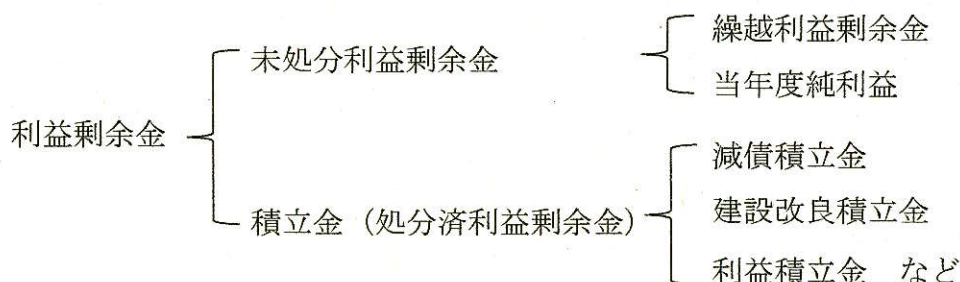 繰越利益剰余金
未処分利益剰余金
当年度純利益
利益剰余金
減債積立金
積立金（処分済利益剰余金）
建設改良積立金
利益積立金 など